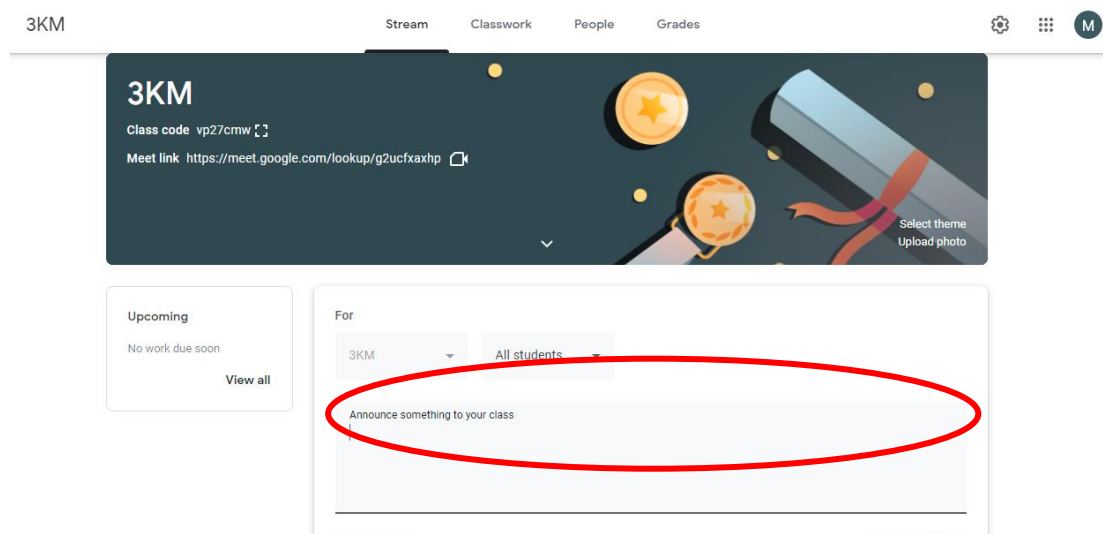 3KM
Stream Classwork People Grades
M
3KM
Class code vp27cmw
Meet link https://meet.google.com/lookup/g2ucfxaxhp
Select theme
Upload photo
Upcoming
No work due soon
View all
For
3KM All students
Announce something to your class